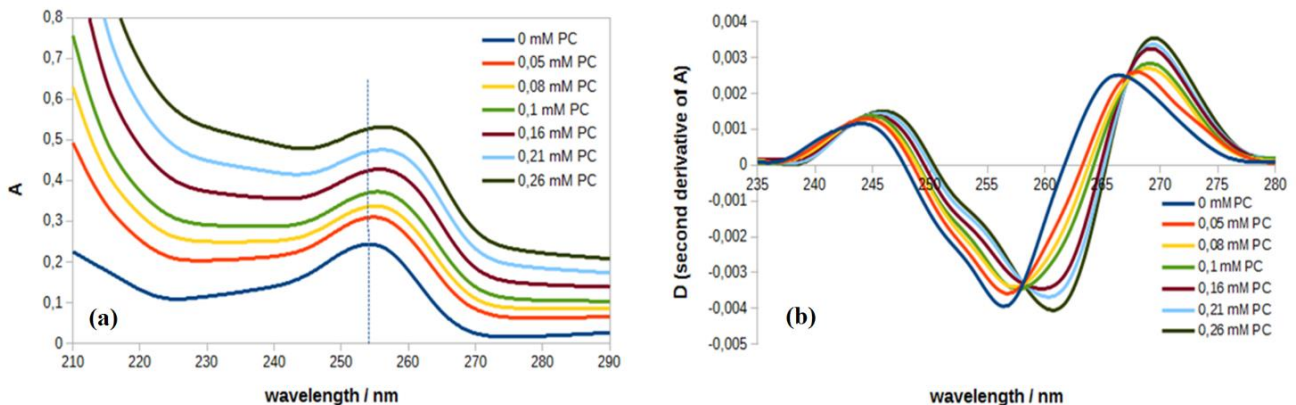 0,8
0,7
0,6
0,5
0,4
0,3
0,2
0,1
0
A
0 mM PC
0,05 mM PC
0,08 mM PC
0,1 mM PC
0,16 mM PC
0,21 mM PC
0,26 mM PC
(a)
210 220 230 240 250 260 270 280 290
wavelength / nm
0,004
0,003
0,002
0,001
0
-0,001
-0,002
-0,003
-0,004
-0,005
D (second derivative of A)
235 240 245 250 255 260 265 270 275 280
0 mM PC
0,05 mM PC
0,08 mM PC
0,1 mM PC
0,16 mM PC
0,21 mM PC
0,26 mM PC
(b)
wavelength / nm